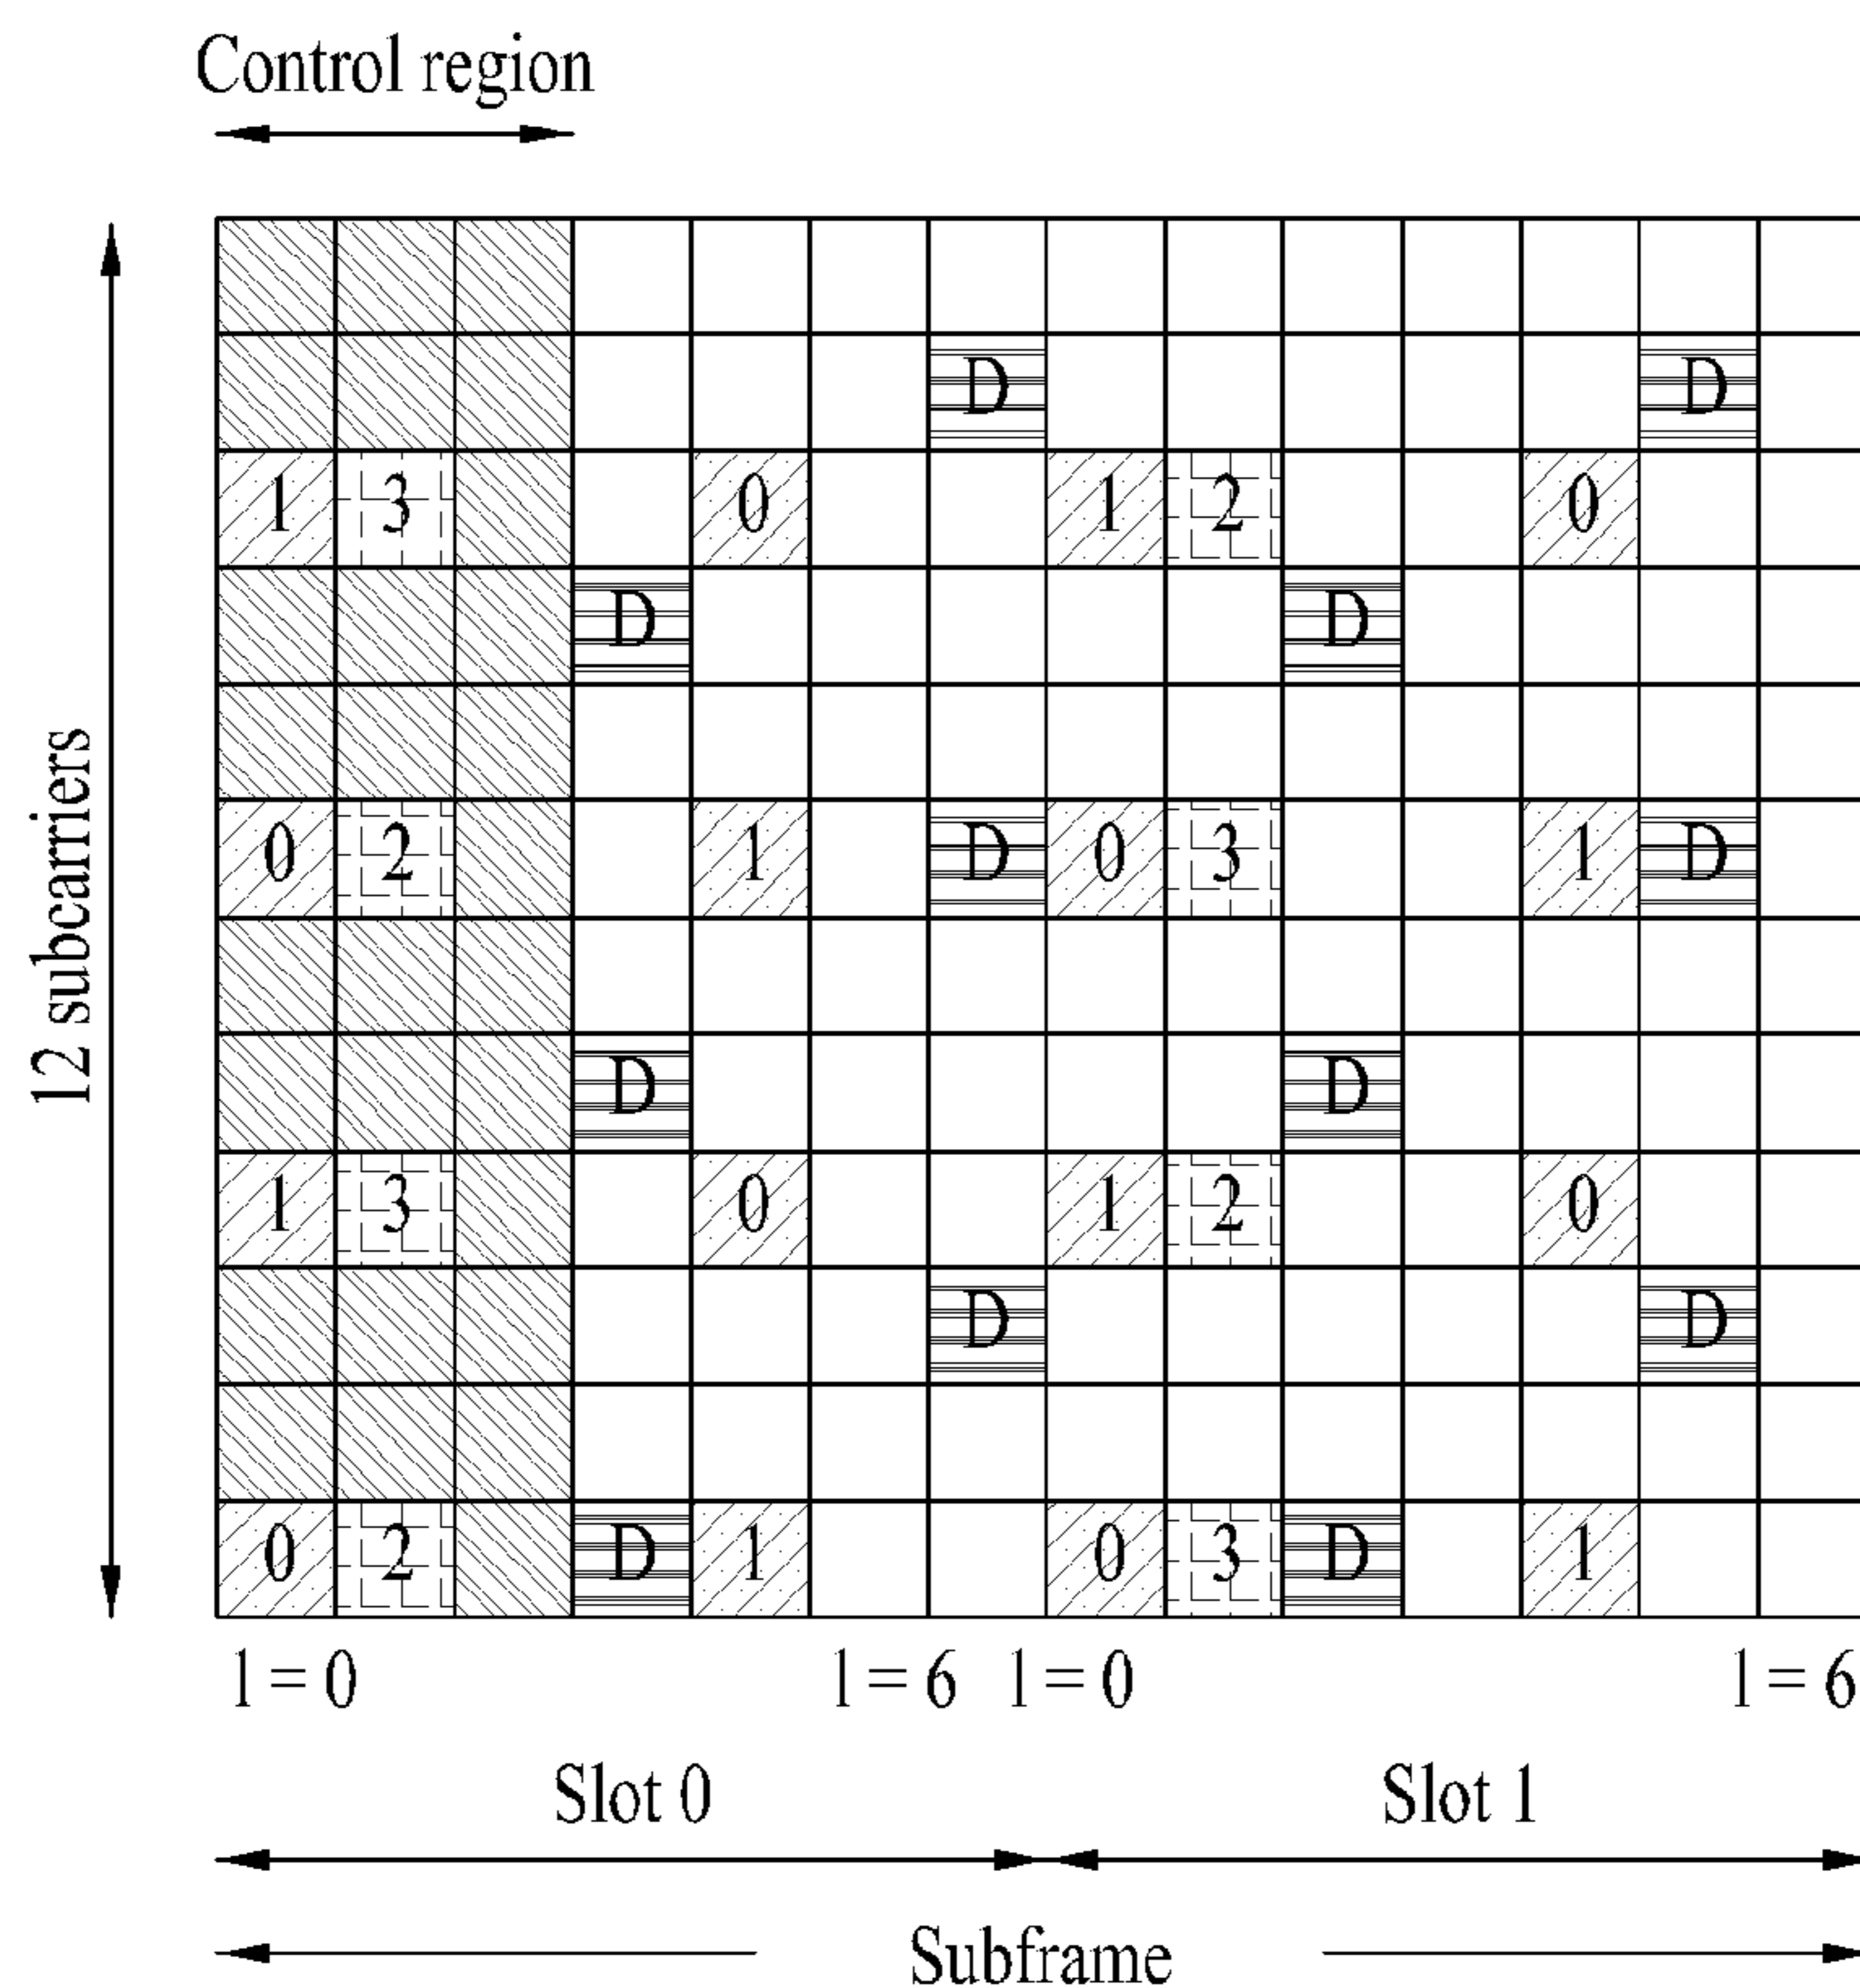 Control region
12 subcarriers
D D
1 3 0 1 2 0
D D
0 2 1 D 0 3 1 D
D D
1 3 0 1 2 0
D D
0 2 D 1 0 3 D 1
l = 0 l = 6 l = 0 l = 6
Slot 0 Slot 1
Subframe